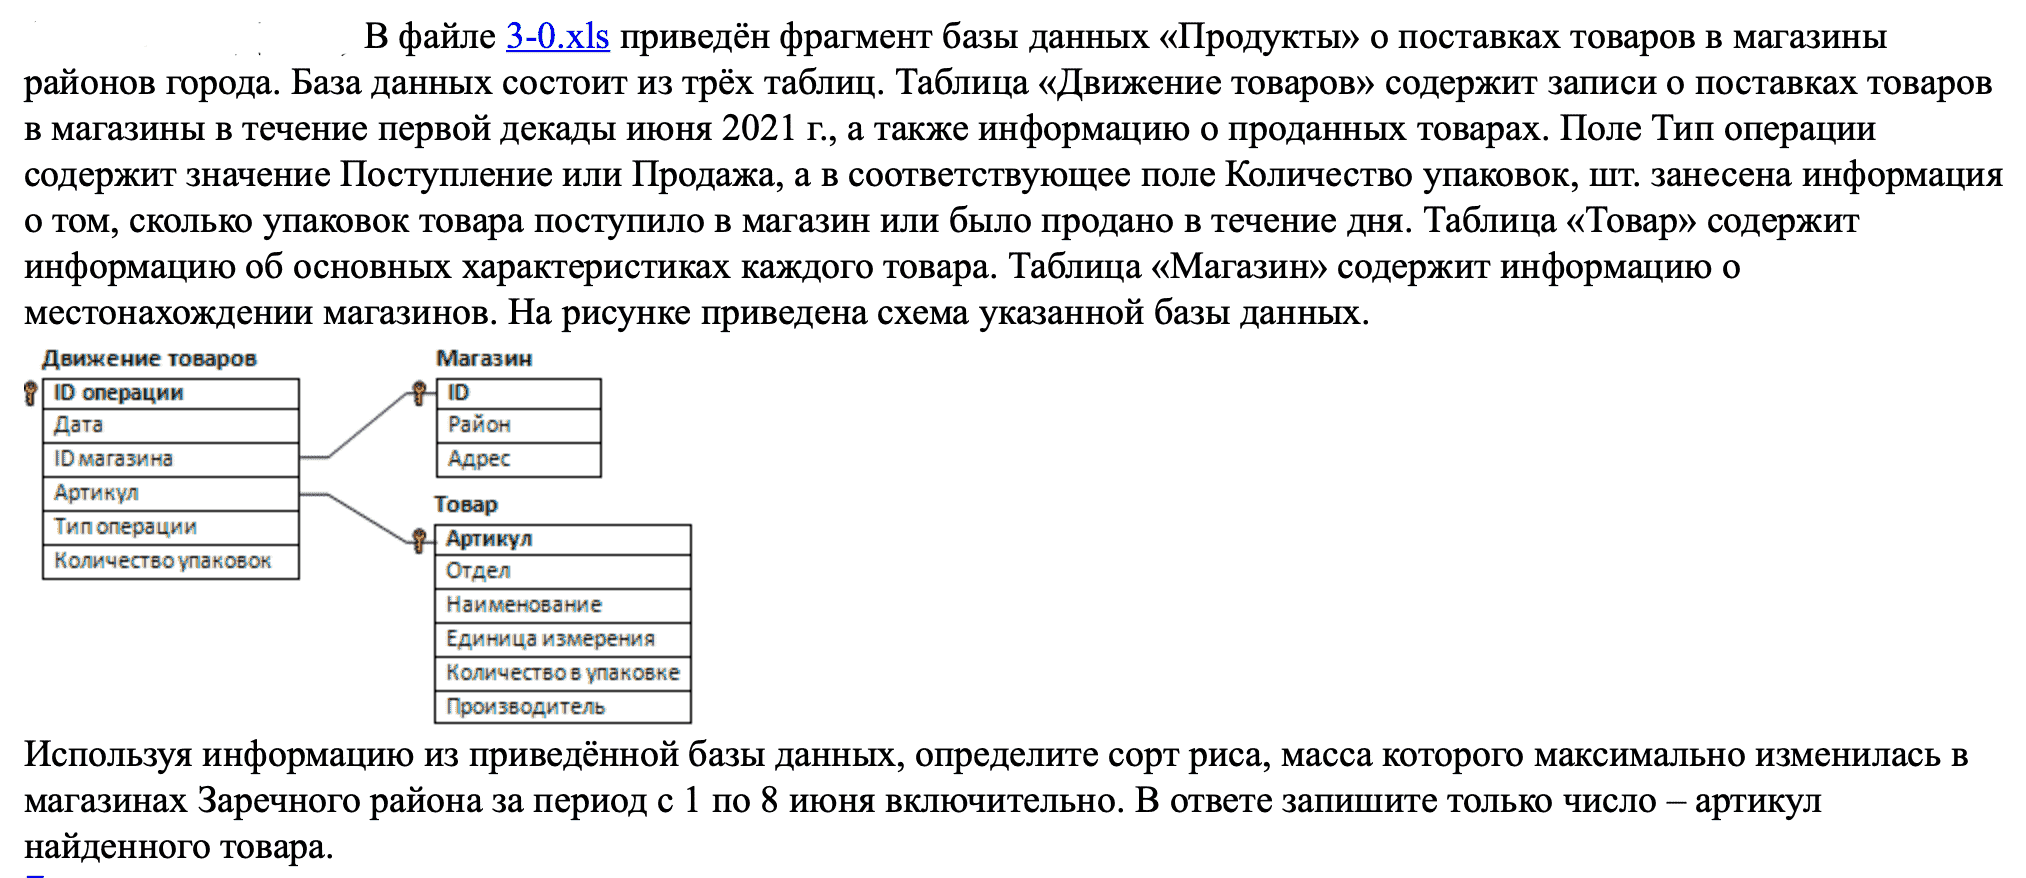 В файле 3-0.xls приведён фрагмент базы данных «Продукты» о поставках товаров в магазины
районов города. База данных состоит из трёх таблиц. Таблица «Движение товаров» содержит записи о поставках товаров
в магазины в течение первой декады июня 2021 г., а также информацию о проданных товарах. Поле Тип операции
содержит значение Поступление или Продажа, а в соответствующее поле Количество упаковок, шт. занесена информация
о том, сколько упаковок товара поступило в магазин или было продано в течение дня. Таблица «Товар» содержит
информацию об основных характеристиках каждого товара. Таблица «Магазин» содержит информацию о
местонахождении магазинов. На рисунке приведена схема указанной базы данных.
Движение товаров
ID операции
Дата
ID магазина
Артикул
Тип операции
Количество упаковок
Магазин
ID
Район
Адрес
Товар
Артикул
Отдел
Наименование
Единица измерения
Количество в упаковке
Производитель
Используя информацию из приведённой базы данных, определите сорт риса, масса которого максимально изменилась в
магазинах Заречного района за период с 1 по 8 июня включительно. В ответе запишите только число – артикул
найденного товара.